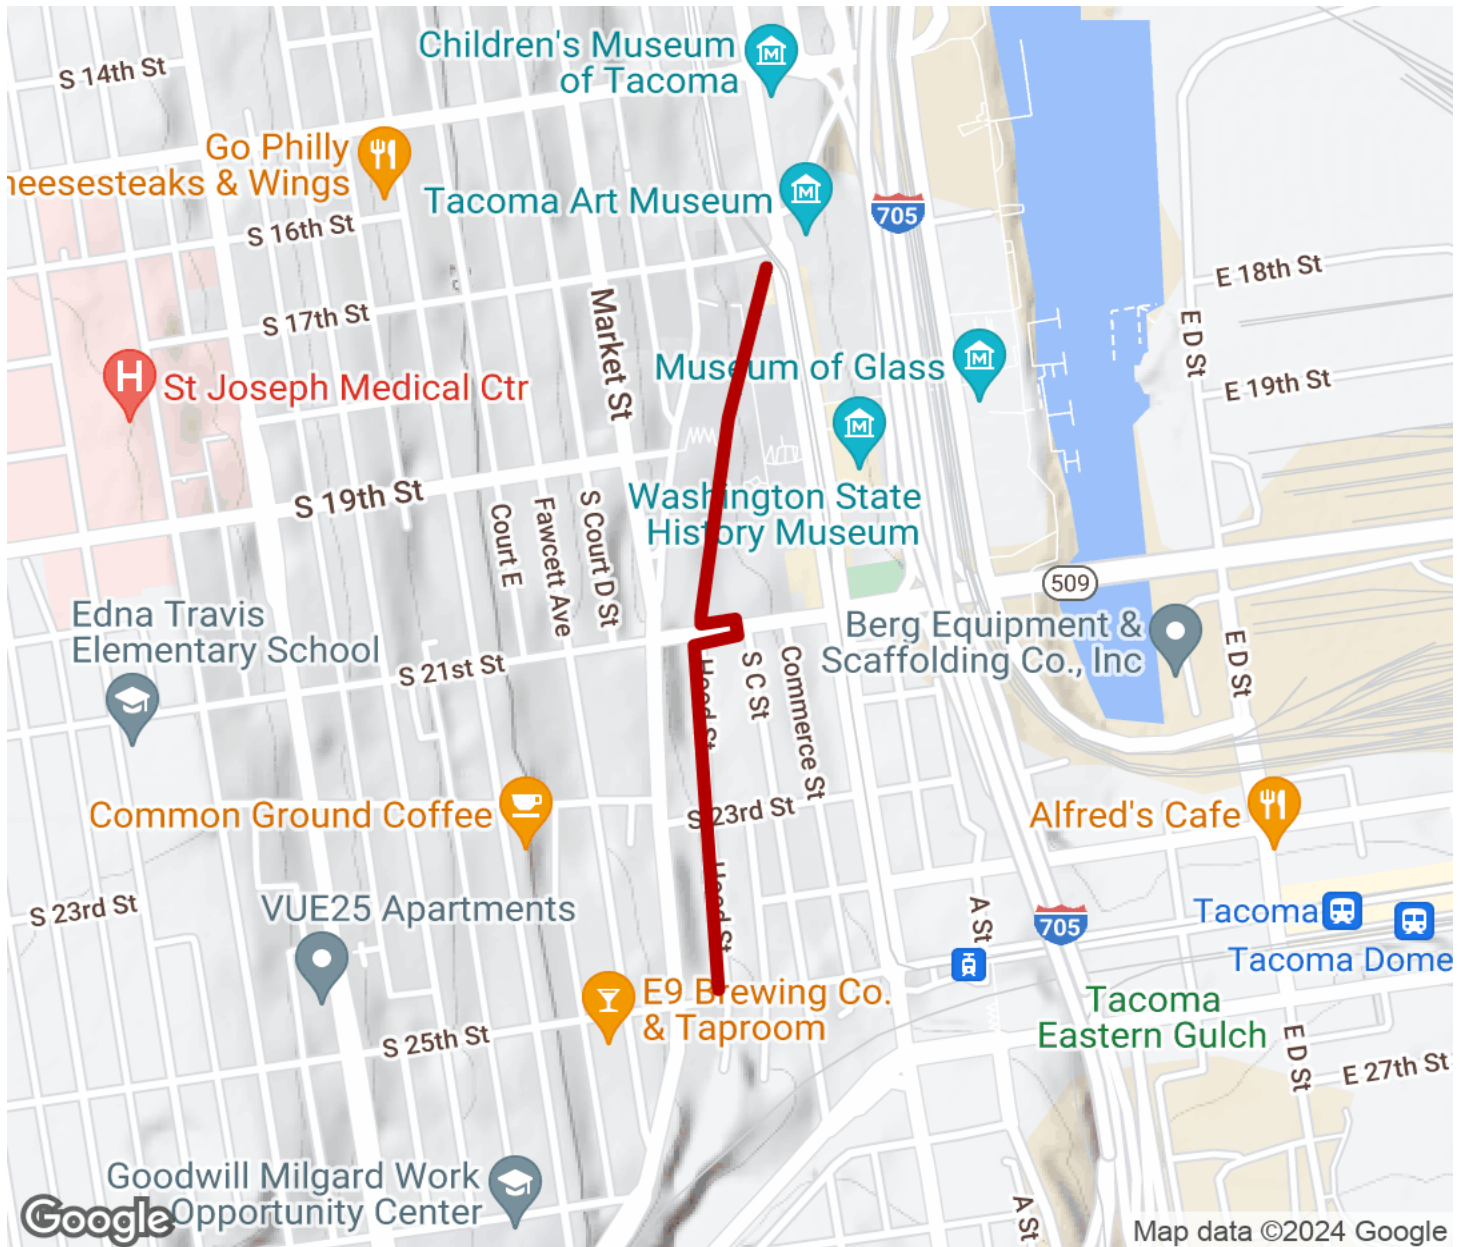 Children's Museum
of Tacoma
S 14th St
Go Philly
heesesteaks & Wings
Tacoma Art Museum
705
S 16th St
E 18th St
S 17th St
Market St
E D St
Museum of Glass
E 19th St
St Joseph Medical Ctr
S 19th St
Washington State
History Museum
Court E
Fawcett Ave
S Court D St
509
Edna Travis
Elementary School
Berg Equipment &
Scaffolding Co., Inc
S 21st St
Hood St
S C St
Commerce St
E D St
Common Ground Coffee
S 23rd St
Alfred's Cafe
S 23rd St
VUE25 Apartments
Hood St
A St
705
Tacoma
Tacoma Dome
E9 Brewing Co.
& Taproom
Tacoma
Eastern Gulch
S 25th St
E D St
E 27th St
Goodwill Milgard Work
Opportunity Center
A St
Google
Map data ©2024 Google